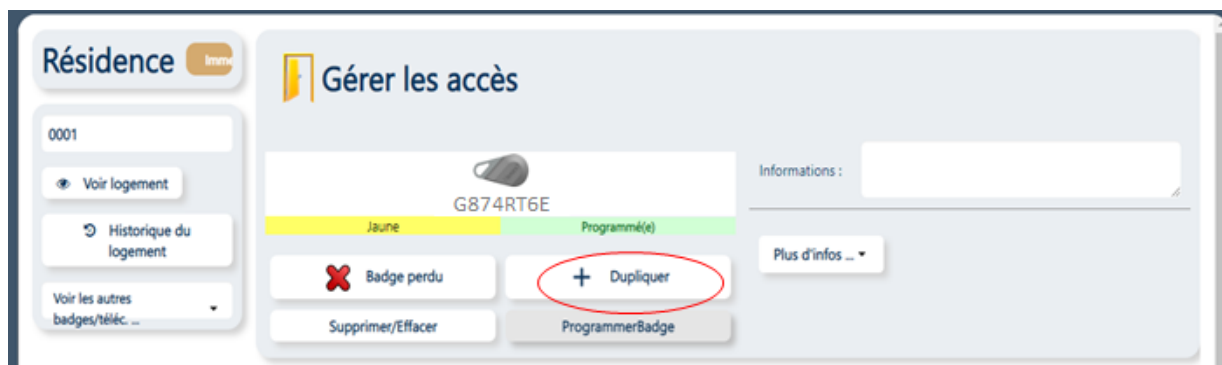 Résidence
Gérer les accès
0001
Voir logement
Historique du
logement
Voir les autres
badges/téléc. ...
G874RT6E
Jaune
Programmé(e)
Badge perdu
Dupliquer
Supprimer/Effacer
ProgrammerBadge
Informations :
Plus d'infos ...